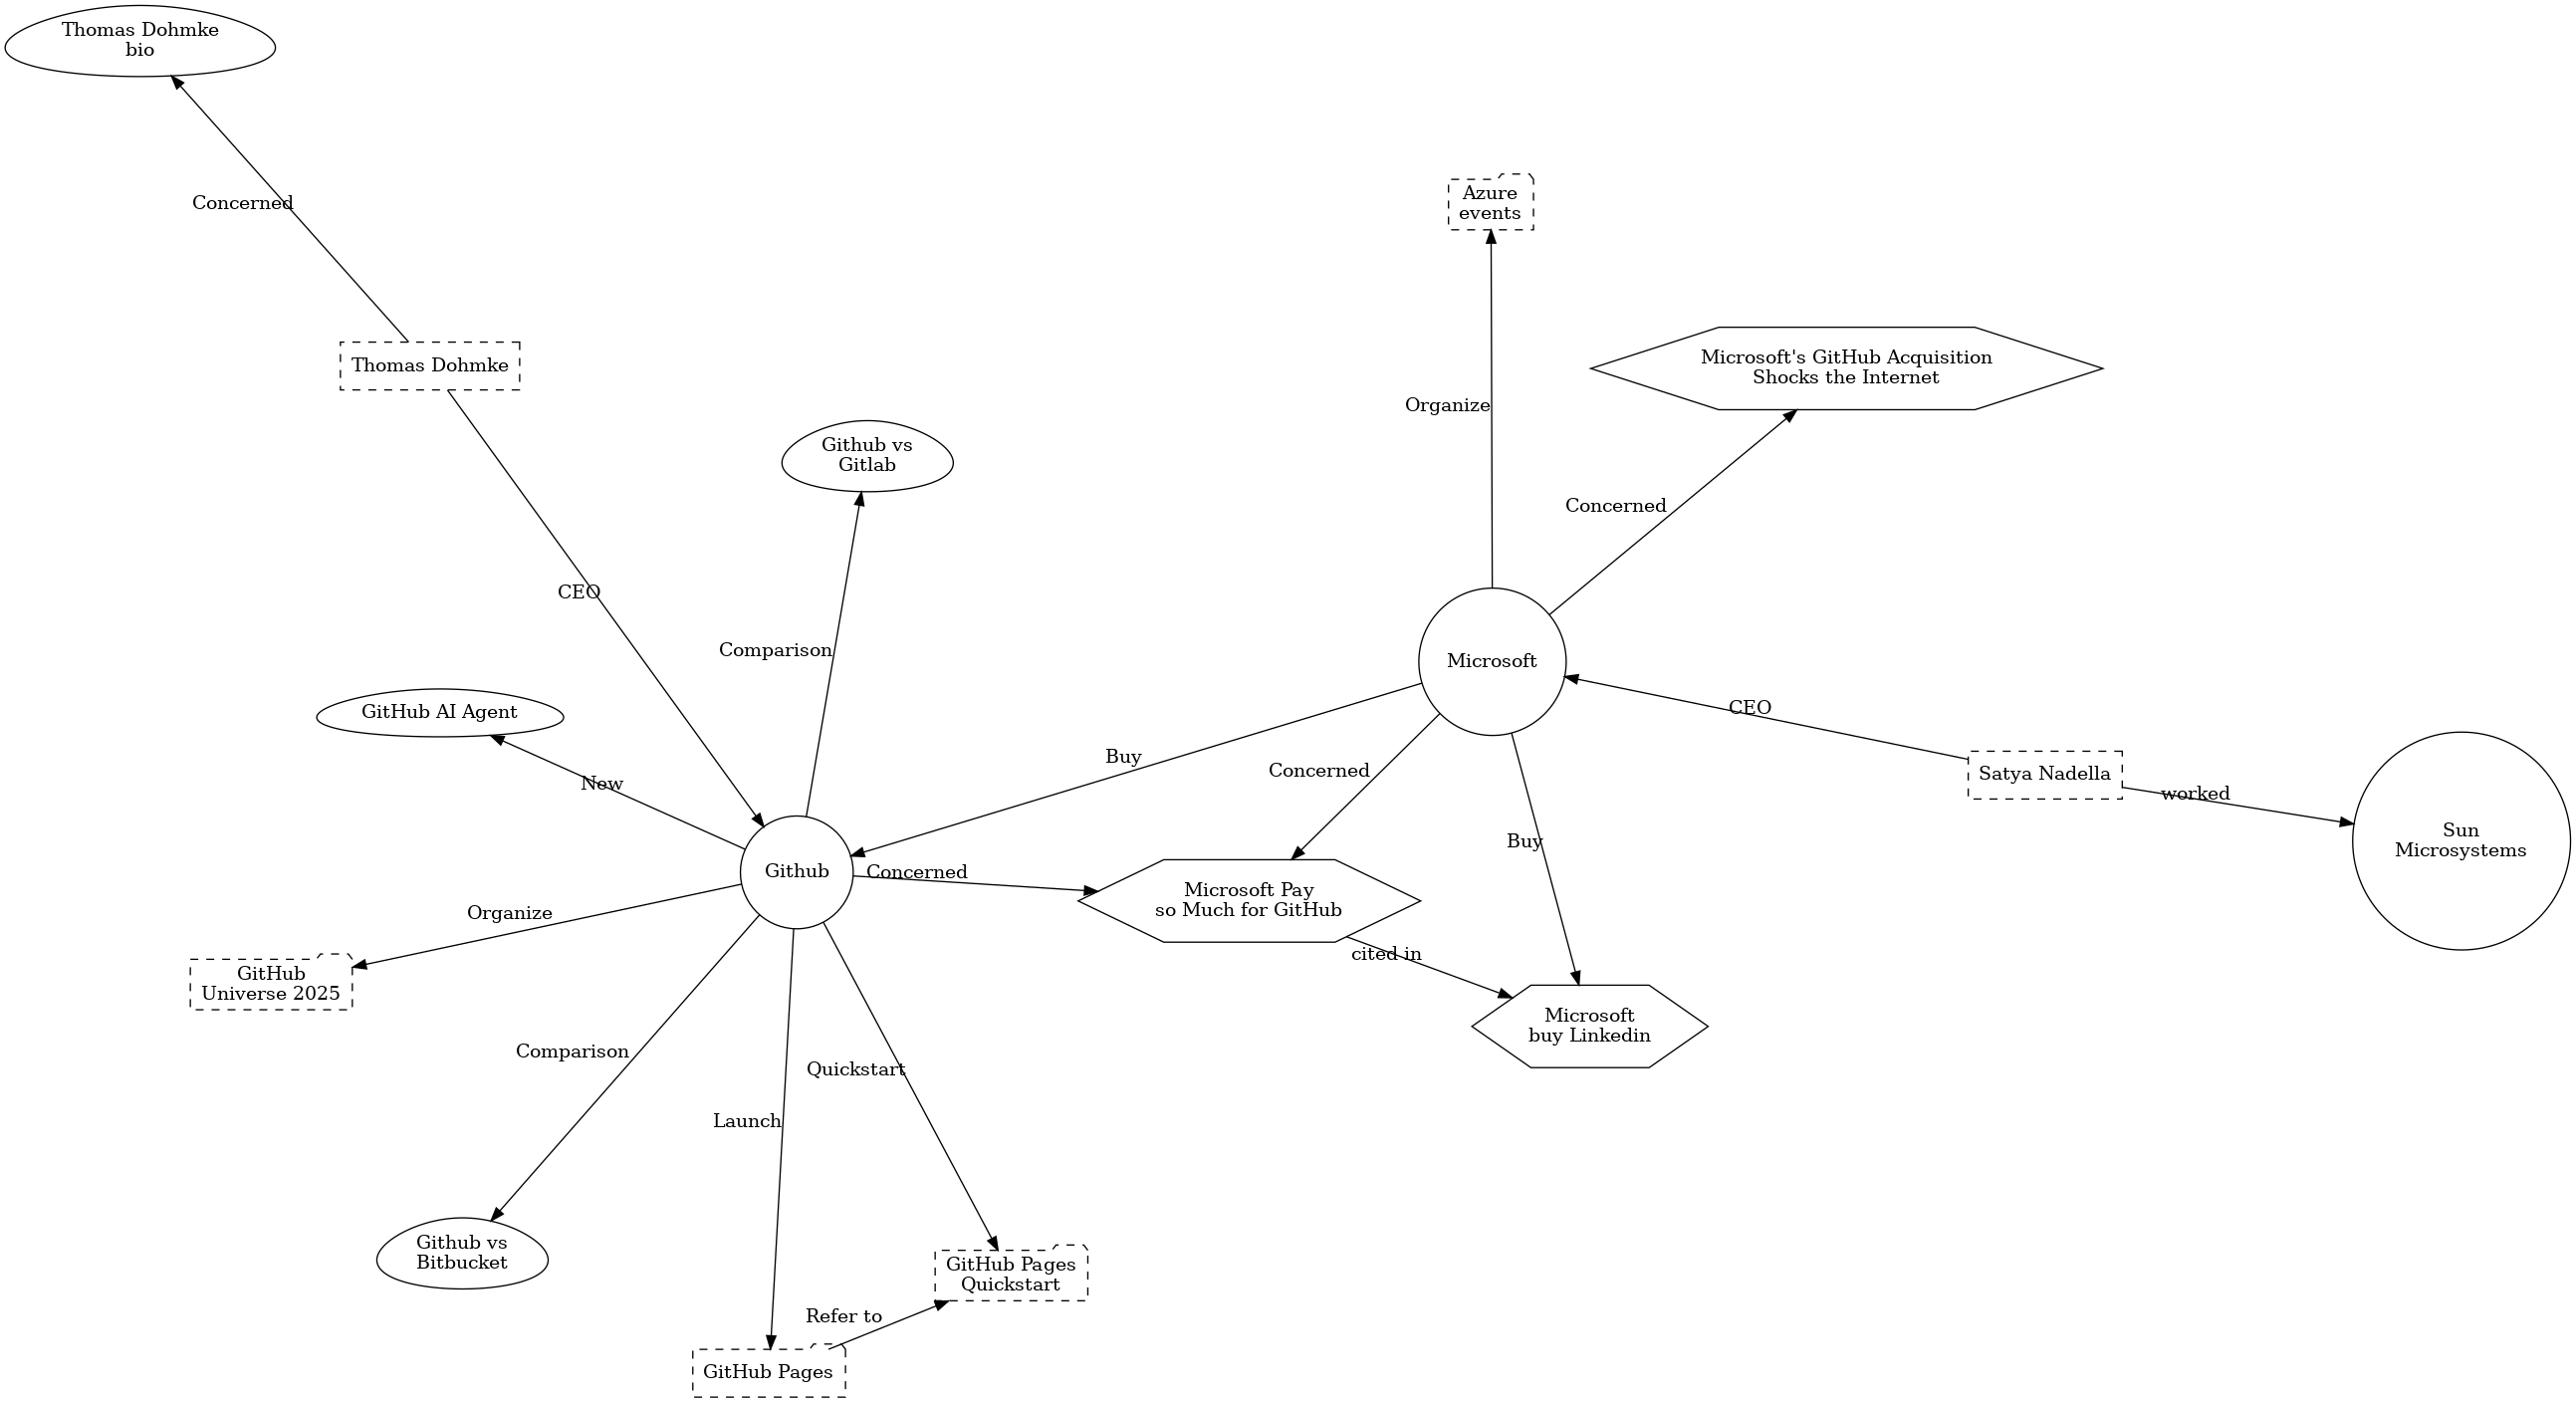 Thomas Dohmke
bio
Concerned
Azure
events
Thomas Dohmke
Microsoft's GitHub Acquisition
Shocks the Internet
Organize
Github vs
Gitlab
Concerned
CEO
Comparison
Microsoft
GitHub AI Agent
CEO
New
Buy
Concerned
Satya Nadella
worked
Sun
Microsystems
Buy
Github
Concerned
Microsoft Pay
so Much for GitHub
Organize
cited in
GitHub
Universe 2025
Microsoft
buy Linkedin
Comparison
Quickstart
Launch
Github vs
Bitbucket
GitHub Pages
Quickstart
Refer to
GitHub Pages